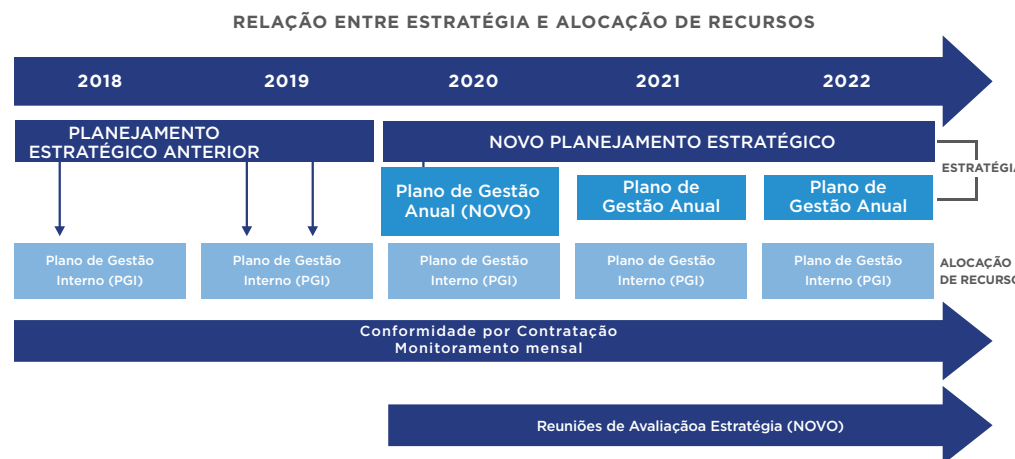 RELAÇÃO ENTRE ESTRATÉGIA E ALOCAÇÃO DE RECURSOS
2018
2019
2020
2021
2022
PLANEJAMENTO
ESTRATÉGICO ANTERIOR
NOVO PLANEJAMENTO ESTRATÉGICO
ESTRATÉGIA
Plano de Gestão
Anual (NOVO)
Plano de
Gestão Anual
Plano de
Gestão Anual
Plano de Gestão
Interno (PGI)
Plano de Gestão
Interno (PGI)
Plano de Gestão
Interno (PGI)
Plano de Gestão
Interno (PGI)
Plano de Gestão
Interno (PGI)
ALOCAÇÃO
DE RECURSO
Conformidade por Contratação
Monitoramento mensal
Reuniões de Avaliaçãoa Estratégia (NOVO)